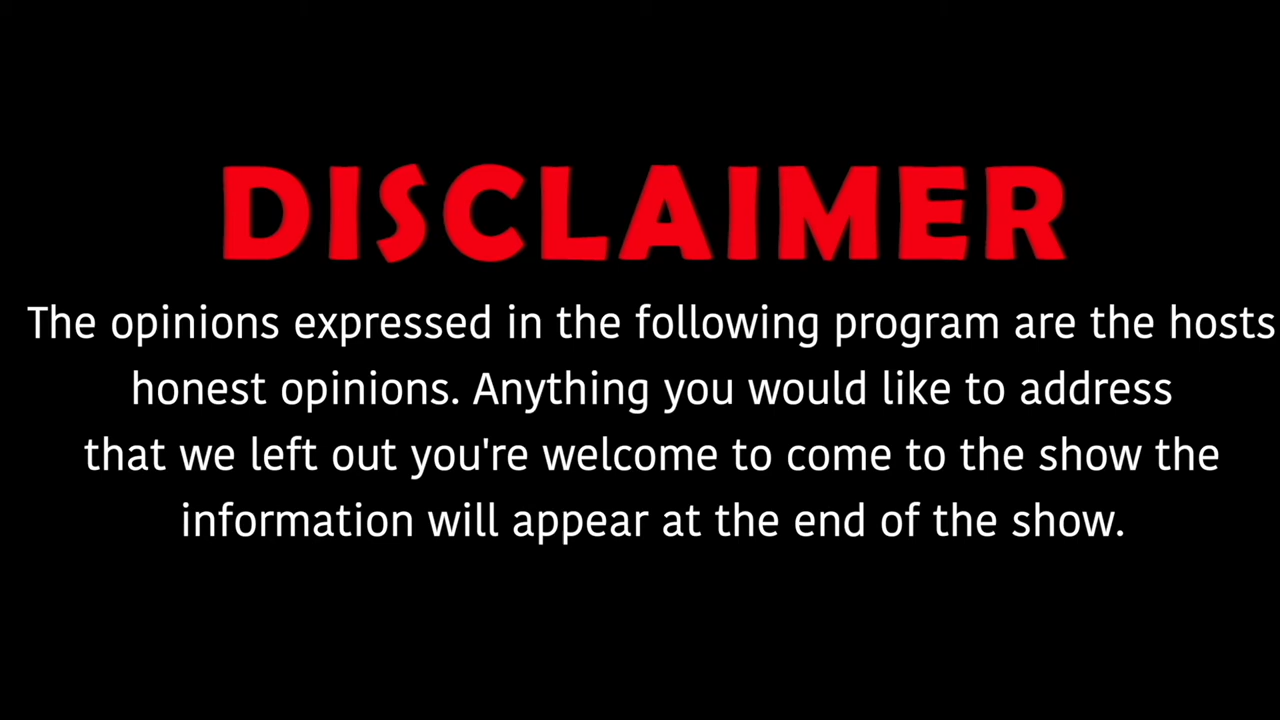 DISCLAIMER
The opinions expressed in the following program are the hosts
honest opinions. Anything you would like to address
that we left out you're welcome to come to the show the
information will appear at the end of the show.